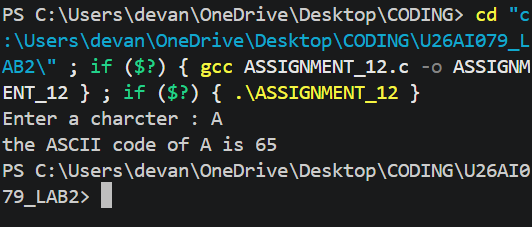 PS C:\Users\devan\OneDrive\Desktop\CODING> cd "c
:\Users\devan\OneDrive\Desktop\CODING\U26AI079_L
AB2\" ; if ($?) { gcc ASSIGNMENT_12.c -o ASSIGNM
ENT_12 } ; if ($?) { .\ASSIGNMENT_12 }
Enter a charcter : A
the ASCII code of A is 65
PS C:\Users\devan\OneDrive\Desktop\CODING\U26AI0
79_LAB2>